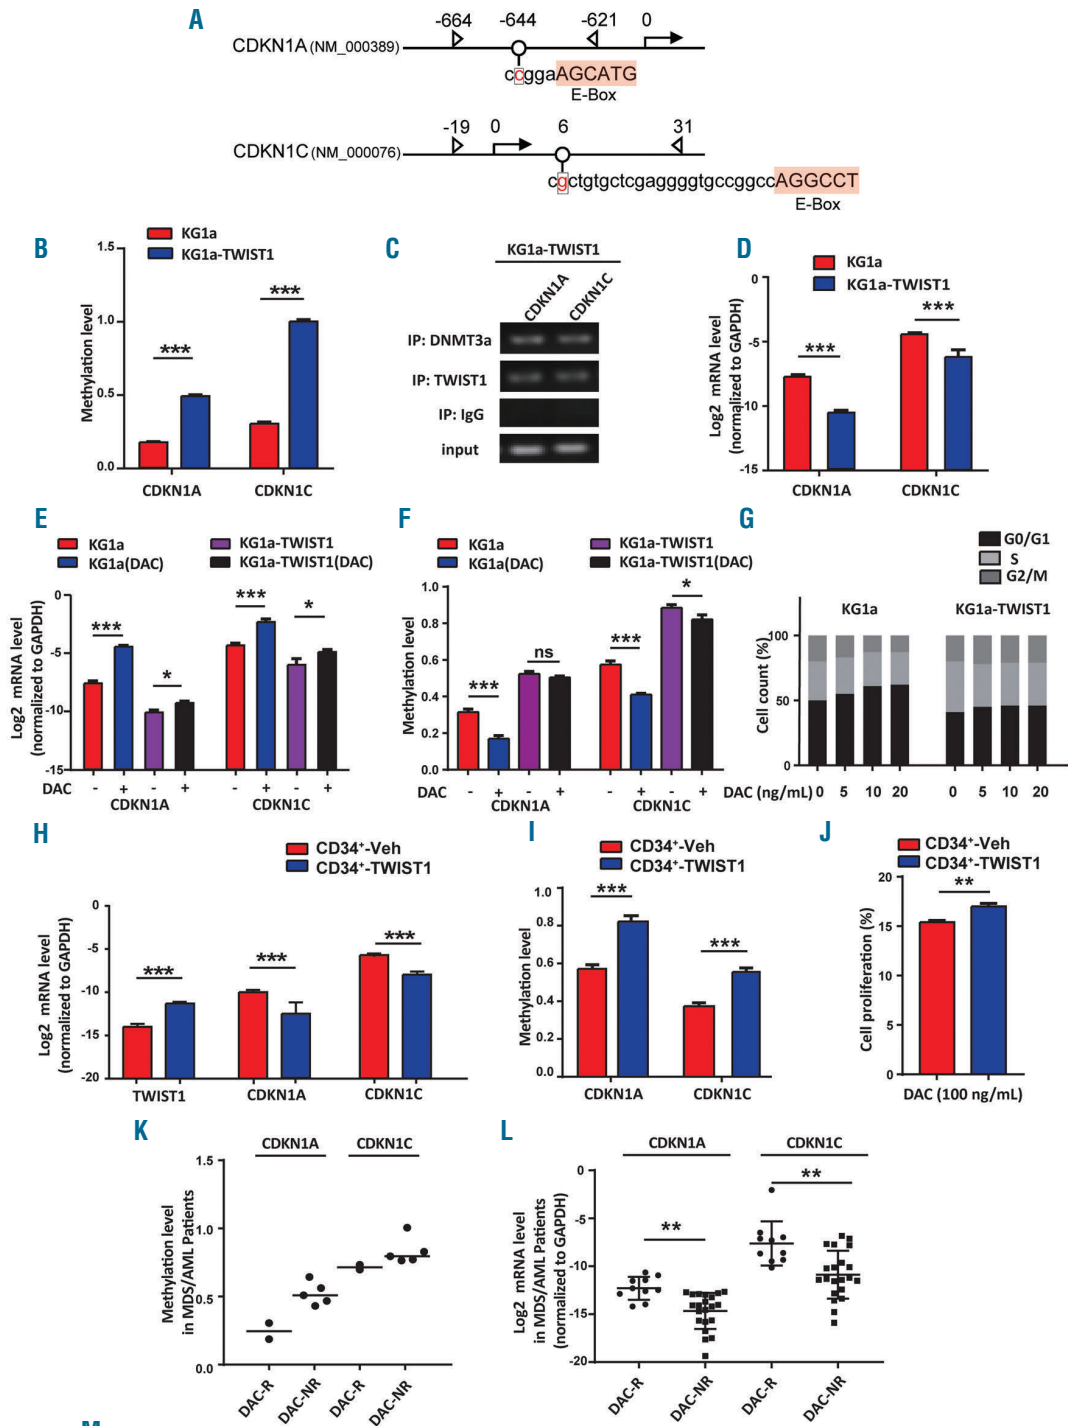 A
-664 -644 -621 0
CDKN1A (NM_000389)
ccggaAGCATG
E-Box
-19 0 6 31
CDKN1C (NM_000076)
cgctgtgctcgaggggtgccggccAGGCCT
E-Box
B
KG1a
KG1a-TWIST1
Methylation level
1.5
1.0
0.5
0.0
***
***
CDKN1A CDKN1C
C
KG1a-TWIST1
CDKN1A CDKN1C
IP: DNMT3a
IP: TWIST1
IP: IgG
input
D
KG1a
KG1a-TWIST1
Log2 mRNA level
(normalized to GAPDH)
0
-5
-10
-15
***
***
CDKN1A CDKN1C
E
KG1a KG1a-TWIST1
KG1a(DAC) KG1a-TWIST1(DAC)
Log2 mRNA level
(normalized to GAPDH)
0
-5
-10
-15
*** * *** *
DAC - + - + - + - +
CDKN1A CDKN1C
F
KG1a KG1a-TWIST1
KG1a(DAC) KG1a-TWIST1(DAC)
Methylation level
1.0
0.8
0.6
0.4
0.2
0.0
*** ns *** *
DAC - + - + - + - +
CDKN1A CDKN1C
G
G0/G1
S
G2/M
KG1a KG1a-TWIST1
Cell count (%)
100
50
0
DAC (ng/mL) 0 5 10 20 0 5 10 20
H
CD34+-Veh
CD34+-TWIST1
Log2 mRNA level
(normalized to GAPDH)
0
-5
-10
-15
-20
*** *** ***
TWIST1 CDKN1A CDKN1C
I
CD34+-Veh
CD34+-TWIST1
Methylation level
1.0
0.8
0.6
0.4
0.2
0.0
*** ***
CDKN1A CDKN1C
J
CD34+-Veh
CD34+-TWIST1
Cell proliferation (%)
20
15
10
5
0
**
DAC (100 ng/mL)
K
CDKN1A CDKN1C
Methylation level
in MDS/AML Patients
1.5
1.0
0.5
0.0
DAC-R DAC-NR DAC-R DAC-NR
L
CDKN1A CDKN1C
Log2 mRNA level
in MDS/AML Patients
(normalized to GAPDH)
0
-5
-10
-15
-20
** **
DAC-R DAC-NR DAC-R DAC-NR
M